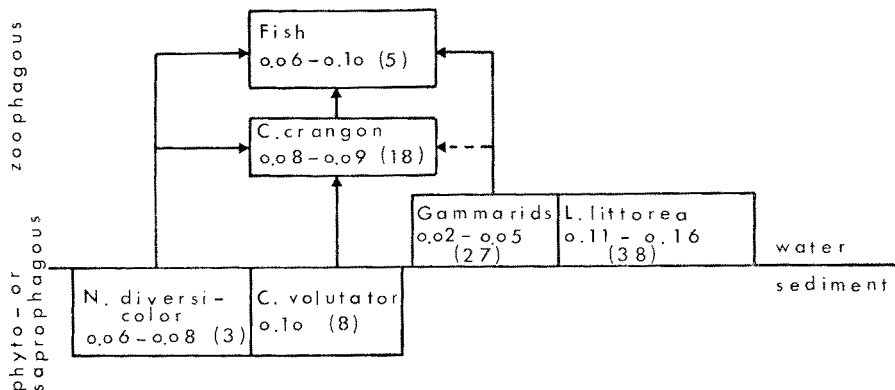 zoophagous
Fish
0.06-0.10 (5)
C.crangon
0.08-0.09 (18)
Gammarids
0.02-0.05
(27)
L.littorea
0.11-0.16
(38)
water
sediment
phyto- or
saprophagous
N. diversi-
color
0.06-0.08 (3)
C. volutator
0.10 (8)